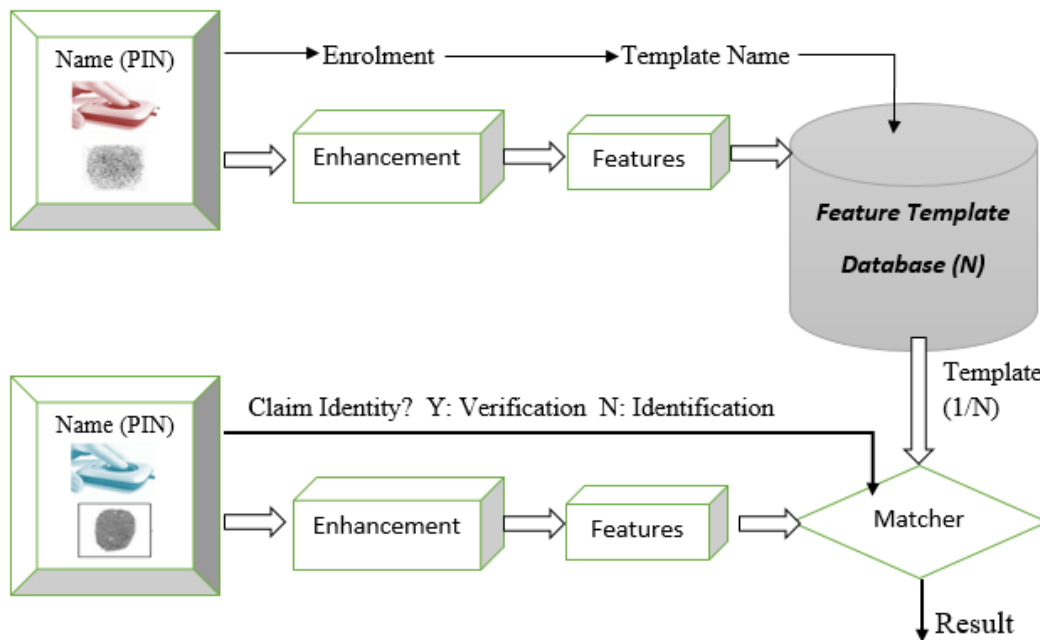 Name (PIN)
Enrolment
Template Name
Enhancement
Features
Feature Template
Database (N)
Template
(1/N)
Claim Identity?  Y: Verification  N: Identification
Name (PIN)
Enhancement
Features
Matcher
Result